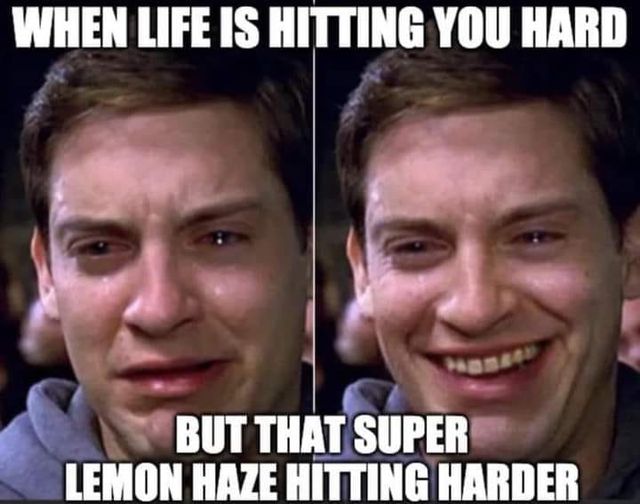 WHEN LIFE IS HITTING YOU HARD
BUT THAT SUPER
LEMON HAZE HITTING HARDER